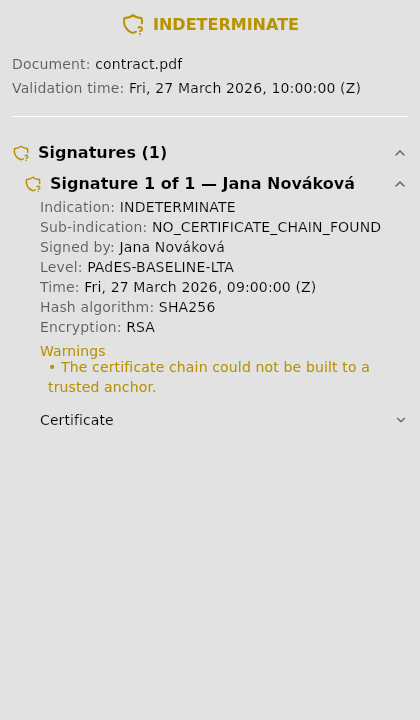 INDETERMINATE
Document: contract.pdf
Validation time: Fri, 27 March 2026, 10:00:00 (Z)
Signatures (1)
Signature 1 of 1 — Jana Nováková
Indication: INDETERMINATE
Sub-indication: NO_CERTIFICATE_CHAIN_FOUND
Signed by: Jana Nováková
Level: PAdES-BASELINE-LTA
Time: Fri, 27 March 2026, 09:00:00 (Z)
Hash algorithm: SHA256
Encryption: RSA
Warnings
• The certificate chain could not be built to a
trusted anchor.
Certificate